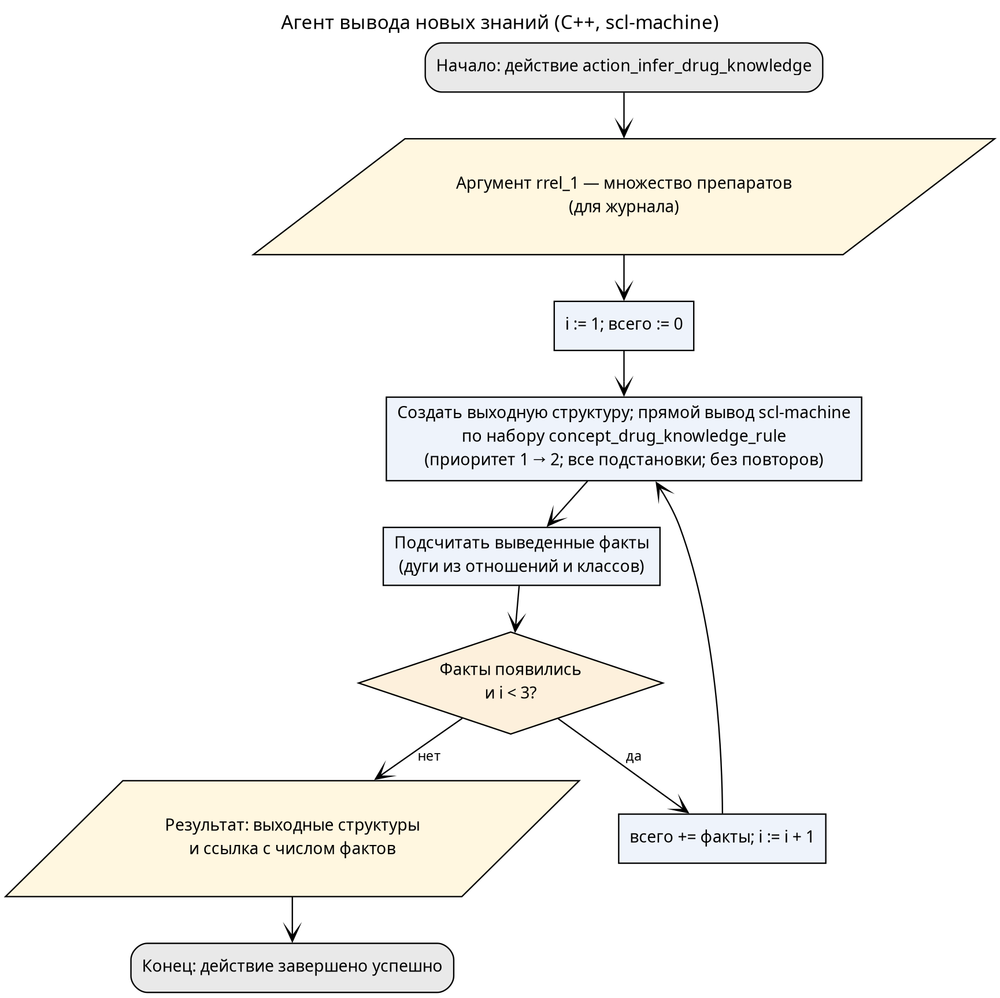 Агент вывода новых знаний (C++, scl-machine)
Начало: действие action_infer_drug_knowledge
Аргумент rrel_1 — множество препаратов
(для журнала)
i := 1; всего := 0
Создать выходную структуру; прямой вывод scl-machine
по набору concept_drug_knowledge_rule
(приоритет 1 → 2; все подстановки; без повторов)
Подсчитать выведенные факты
(дуги из отношений и классов)
Факты появились
и i < 3?
нет
да
Результат: выходные структуры
и ссылка с числом фактов
всего += факты; i := i + 1
Конец: действие завершено успешно